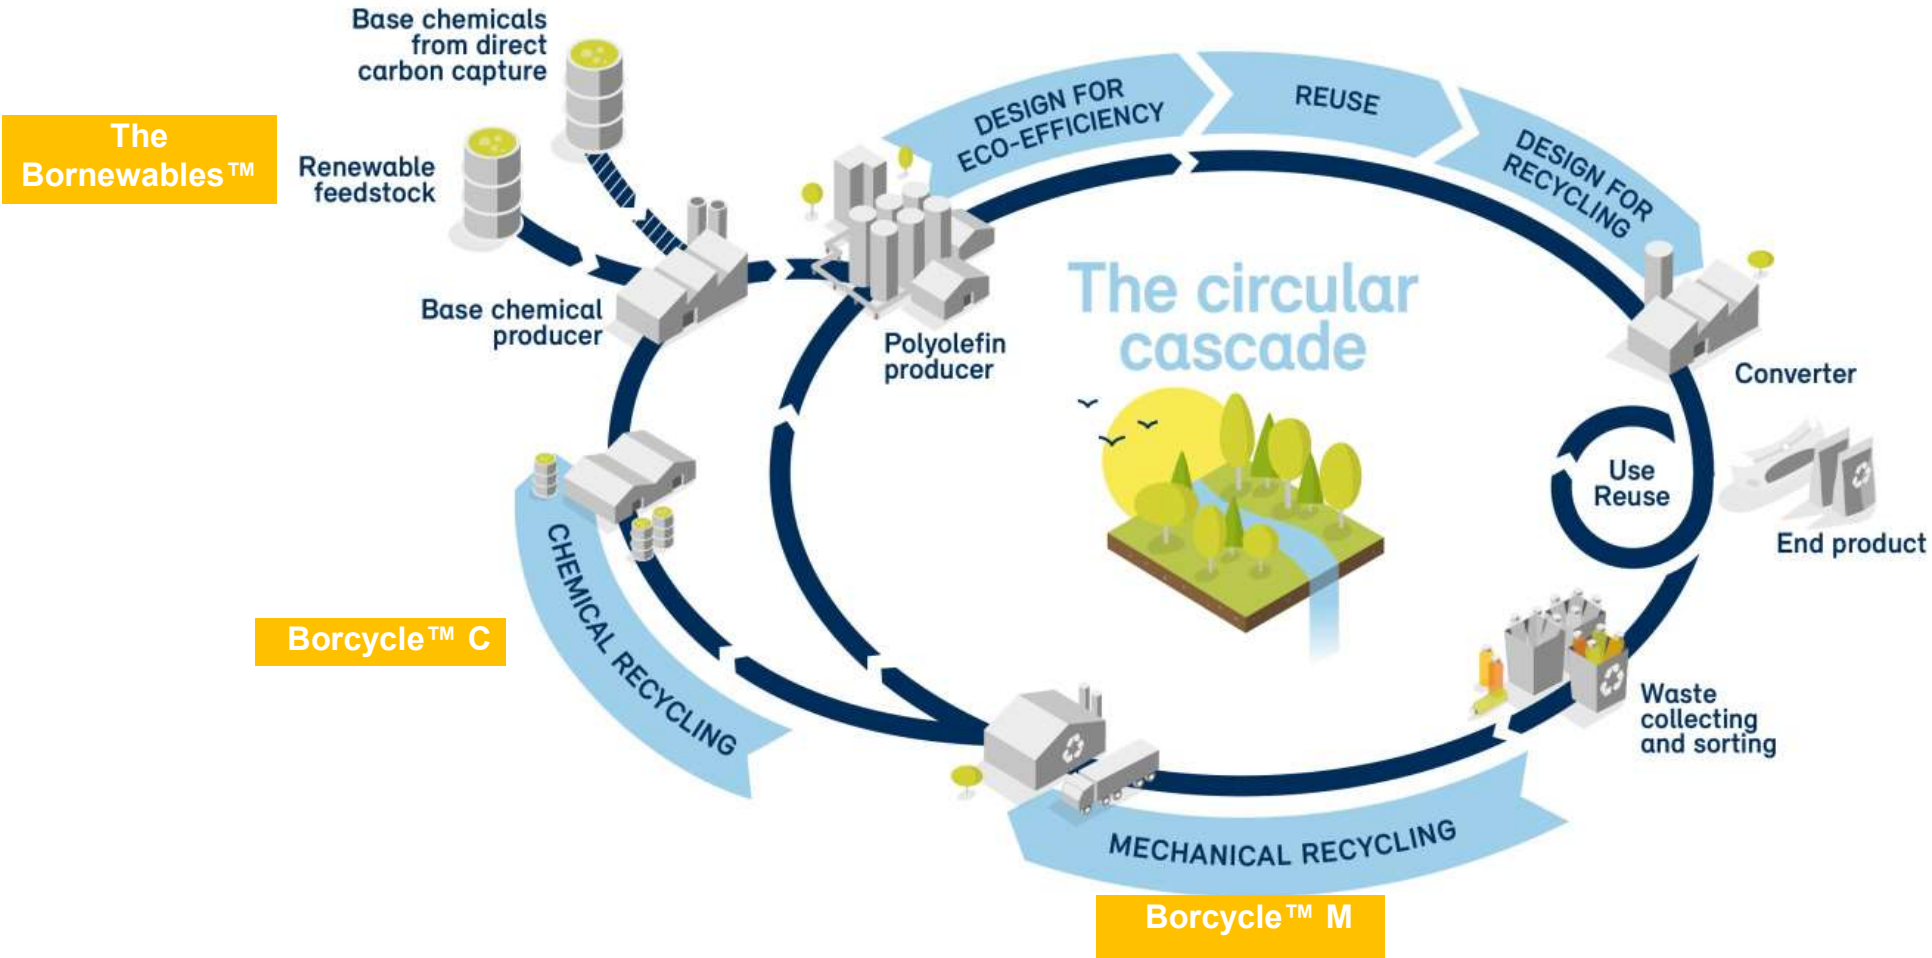 Base chemicals
from direct
carbon capture
The
Bornewables™
Renewable
feedstock
Base chemical
producer
Polyolefin
producer
DESIGN FOR
ECO-EFFICIENCY
REUSE
DESIGN FOR
RECYCLING
The circular
cascade
Converter
Use
Reuse
End product
Waste
collecting
and sorting
CHEMICAL RECYCLING
Borcycle™ C
MECHANICAL RECYCLING
Borcycle™ M